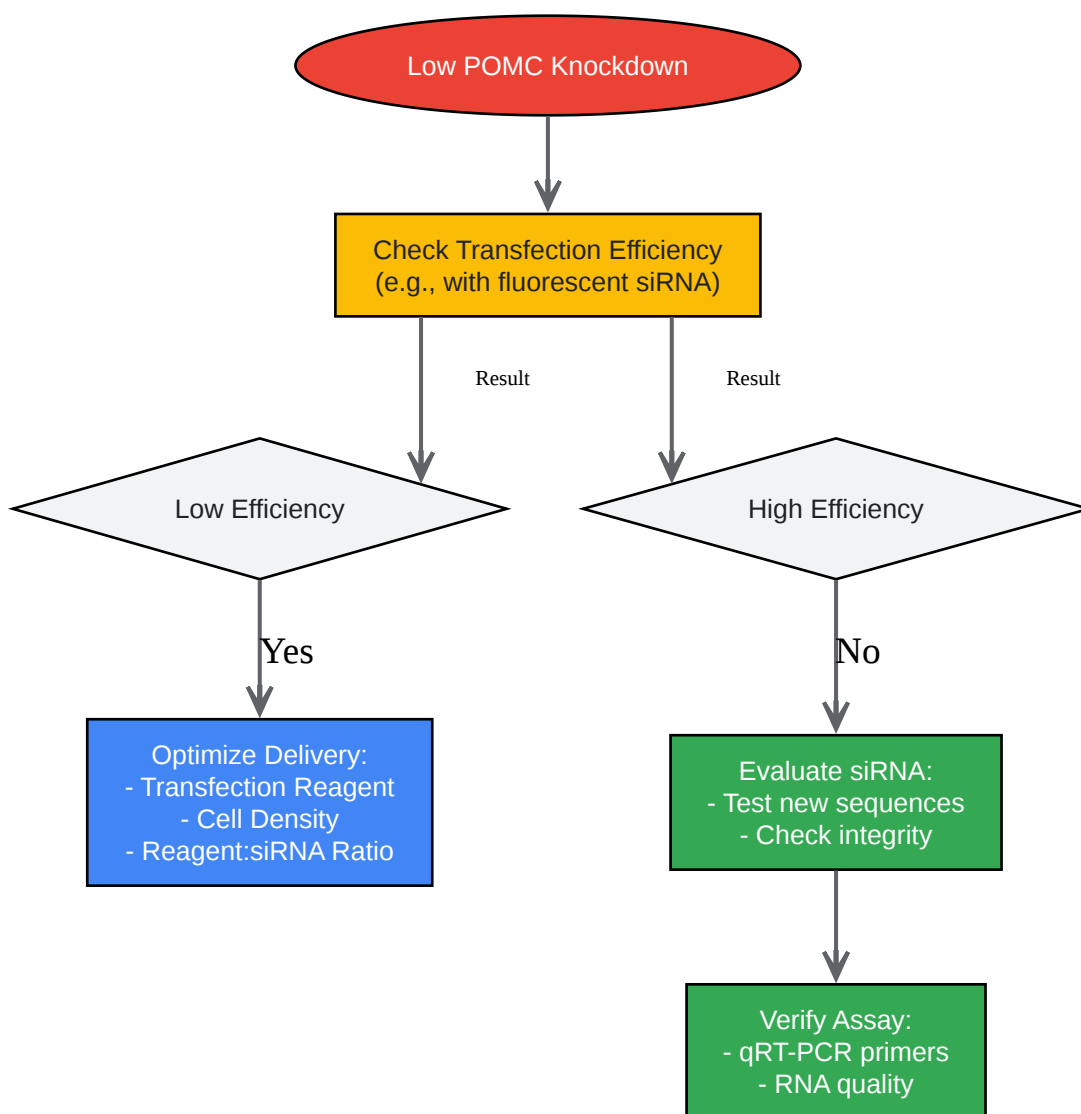 Low POMC Knockdown
Check Transfection Efficiency
(e.g., with fluorescent siRNA)
Result
Result
Low Efficiency
High Efficiency
Yes
No
Optimize Delivery:
- Transfection Reagent
- Cell Density
- Reagent:siRNA Ratio
Evaluate siRNA:
- Test new sequences
- Check integrity
Verify Assay:
- qRT-PCR primers
- RNA quality